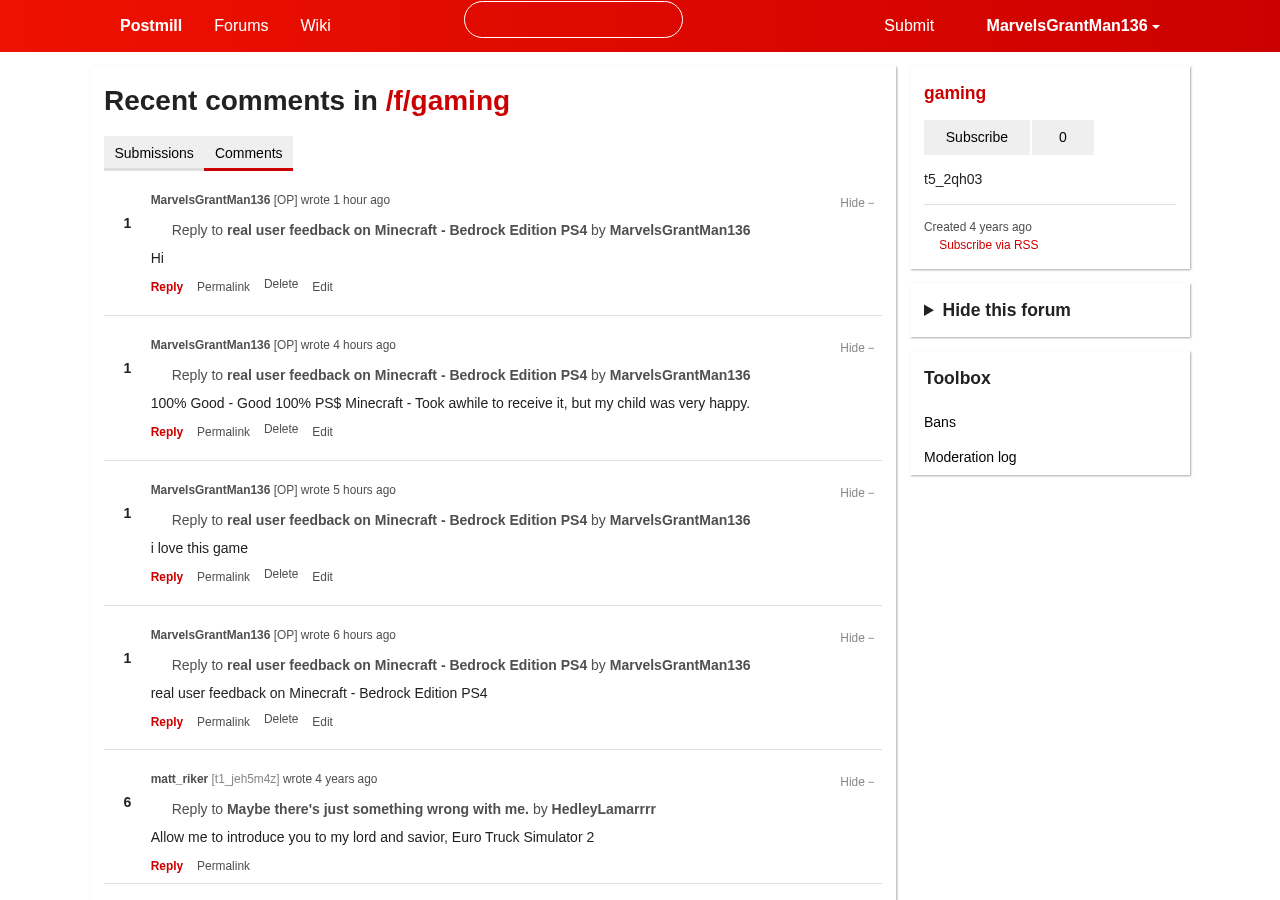 Postmill Forums Wiki Submit MarvelsGrantMan136
Recent comments in /f/gaming
Submissions Comments
MarvelsGrantMan136 [OP] wrote 1 hour ago
Hide −
1
Reply to real user feedback on Minecraft - Bedrock Edition PS4 by MarvelsGrantMan136
Hi
Reply Permalink Delete Edit
MarvelsGrantMan136 [OP] wrote 4 hours ago
Hide −
1
Reply to real user feedback on Minecraft - Bedrock Edition PS4 by MarvelsGrantMan136
100% Good - Good 100% PS$ Minecraft - Took awhile to receive it, but my child was very happy.
Reply Permalink Delete Edit
MarvelsGrantMan136 [OP] wrote 5 hours ago
Hide −
1
Reply to real user feedback on Minecraft - Bedrock Edition PS4 by MarvelsGrantMan136
i love this game
Reply Permalink Delete Edit
MarvelsGrantMan136 [OP] wrote 6 hours ago
Hide −
1
Reply to real user feedback on Minecraft - Bedrock Edition PS4 by MarvelsGrantMan136
real user feedback on Minecraft - Bedrock Edition PS4
Reply Permalink Delete Edit
matt_riker [t1_jeh5m4z] wrote 4 years ago
Hide −
6
Reply to Maybe there's just something wrong with me. by HedleyLamarrrr
Allow me to introduce you to my lord and savior, Euro Truck Simulator 2
Reply Permalink
gaming
Subscribe 0
t5_2qh03
Created 4 years ago
Subscribe via RSS
Hide this forum
Toolbox
Bans
Moderation log